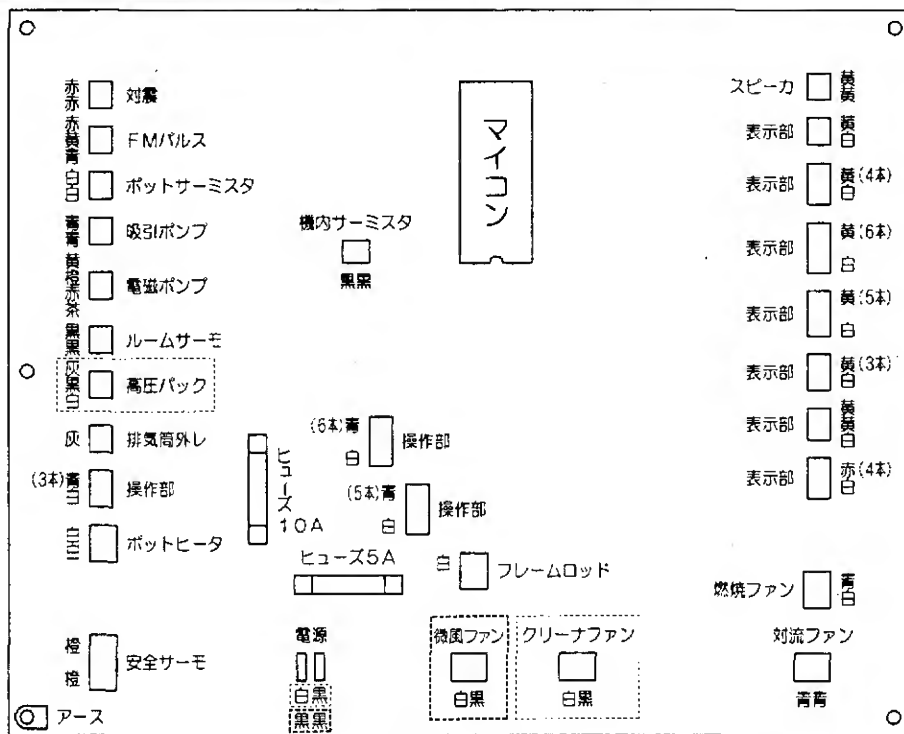 赤赤 対震
赤黄青 FMパルス
白白 ポットサーミスタ
青青 吸引ポンプ
黄橙赤茶 電磁ポンプ
黒黒 ルームサーモ
灰黒白 高圧パック
灰 排気筒外レ
(3本)青白 操作部
白白 ポットヒータ
橙橙 安全サーモ
アース
マイコン
機内サーミスタ
黒黒
(6本)青白 操作部
(5本)青白 操作部
ヒューズ10A
ヒューズ5A
白 フレームロッド
電源
白黒
黒黒
微風ファン
白黒
クリーナファン
白黒
スピーカ 黄黄
表示部 黄白
表示部 黄(4本)白
表示部 黄(6本)白
表示部 黄(5本)白
表示部 黄(3本)白
表示部 黄黄白
表示部 赤(4本)白
燃焼ファン 青白
対流ファン
青青